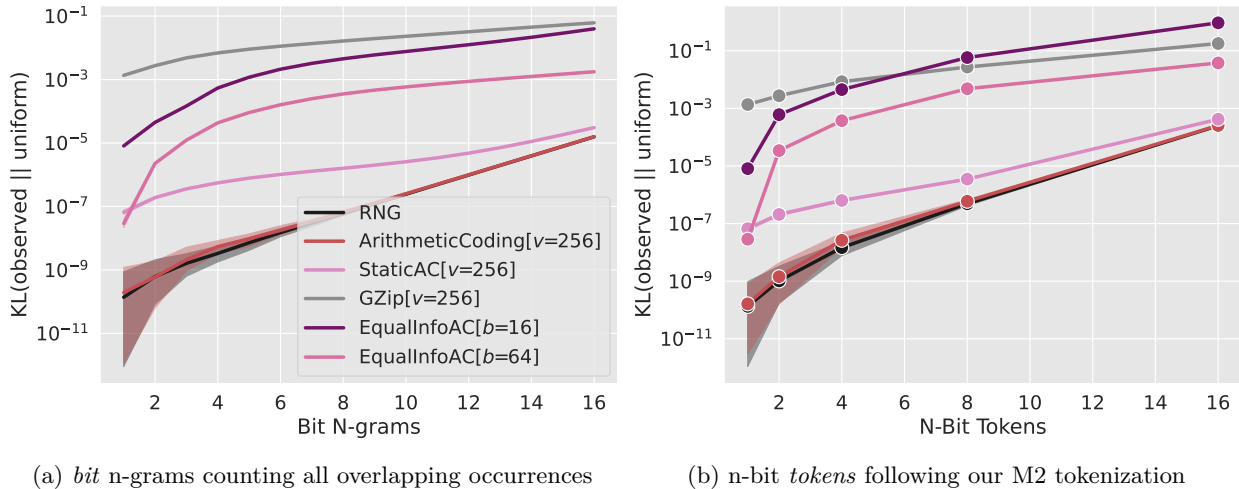 KL(observed || uniform)
10⁻¹
10⁻³
10⁻⁵
10⁻⁷
10⁻⁹
10⁻¹¹
2 4 6 8 10 12 14 16
Bit N-grams
RNG
ArithmeticCoding[v=256]
StaticAC[v=256]
GZip[v=256]
EqualInfoAC[b=16]
EqualInfoAC[b=64]
(a) bit n-grams counting all overlapping occurrences
KL(observed || uniform)
10⁻¹
10⁻³
10⁻⁵
10⁻⁷
10⁻⁹
10⁻¹¹
2 4 6 8 10 12 14 16
N-Bit Tokens
(b) n-bit tokens following our M2 tokenization